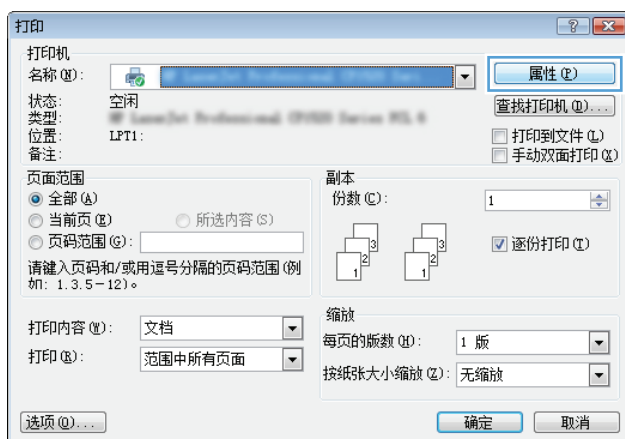 打印
打印机
名称(N):
属性(P)
状态: 空闲
查找打印机(D)...
类型:
位置: LPT1:
打印到文件(L)
备注:
手动双面打印(X)
页面范围
全部(A)
当前页(E) 所选内容(S)
页码范围(G):
请键入页码和/或用逗号分隔的页码范围(例
如: 1.3.5-12)。
副本
份数(C): 1
3 3
2 2
1 1
逐份打印(T)
打印内容(W): 文档
打印(R): 范围中所有页面
缩放
每页的版数(H): 1 版
按纸张大小缩放(Z): 无缩放
选项(O)...
确定 取消